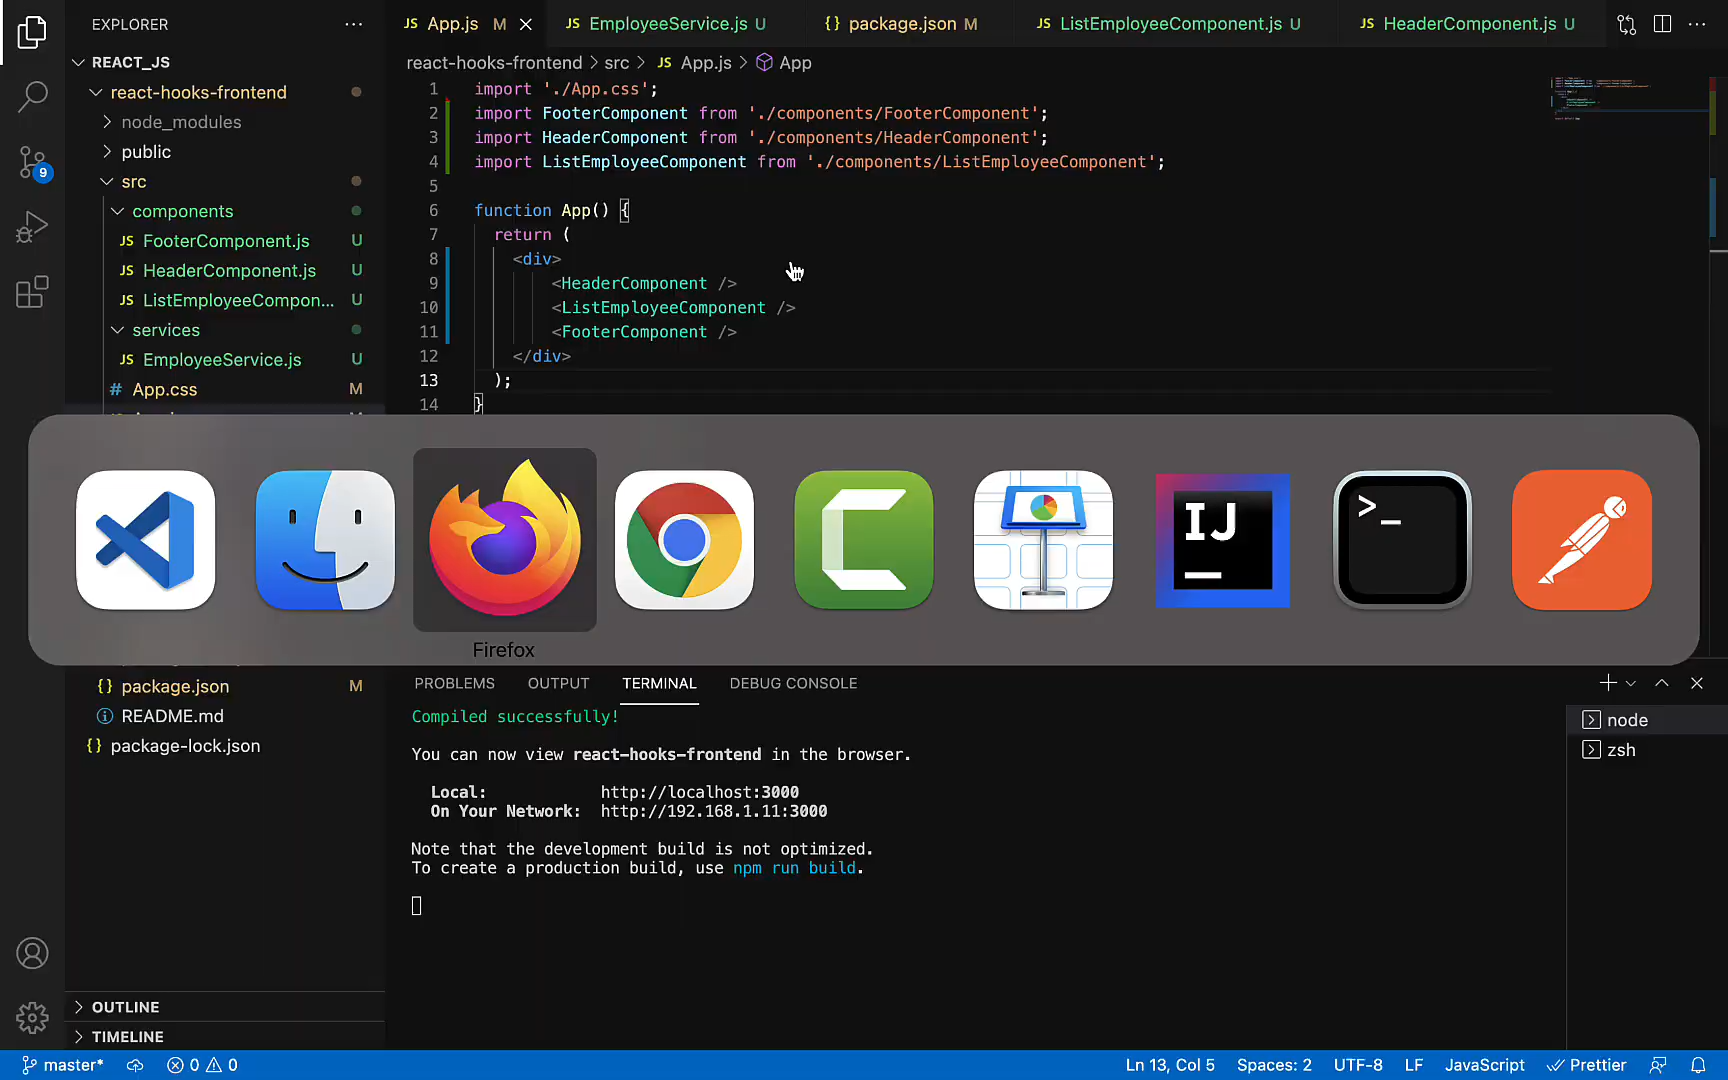 EXPLORER
App.js M
EmployeeService.js U
{} package.json M
ListEmployeeComponent.js U
HeaderComponent.js U
REACT_JS
react-hooks-frontend > src > JS App.js > App
react-hooks-frontend
node_modules
public
src
components
JS FooterComponent.js U
JS HeaderComponent.js U
JS ListEmployeeCompon... U
services
JS EmployeeService.js U
# App.css M
1 import './App.css';
2 import FooterComponent from './components/FooterComponent';
3 import HeaderComponent from './components/HeaderComponent';
4 import ListEmployeeComponent from './components/ListEmployeeComponent';
5
6 function App() {
7 return (
8 <div>
9 <HeaderComponent />
10 <ListEmployeeComponent />
11 <FooterComponent />
12 </div>
13 );
14 }
IJ
>_
Firefox
{} package.json M
README.md
{} package-lock.json
PROBLEMS OUTPUT TERMINAL DEBUG CONSOLE
Compiled successfully!
You can now view react-hooks-frontend in the browser.
Local: http://localhost:3000
On Your Network: http://192.168.1.11:3000
Note that the development build is not optimized.
To create a production build, use npm run build.
node
zsh
9
OUTLINE
TIMELINE
master* 0 0 Ln 13, Col 5 Spaces: 2 UTF-8 LF JavaScript Prettier